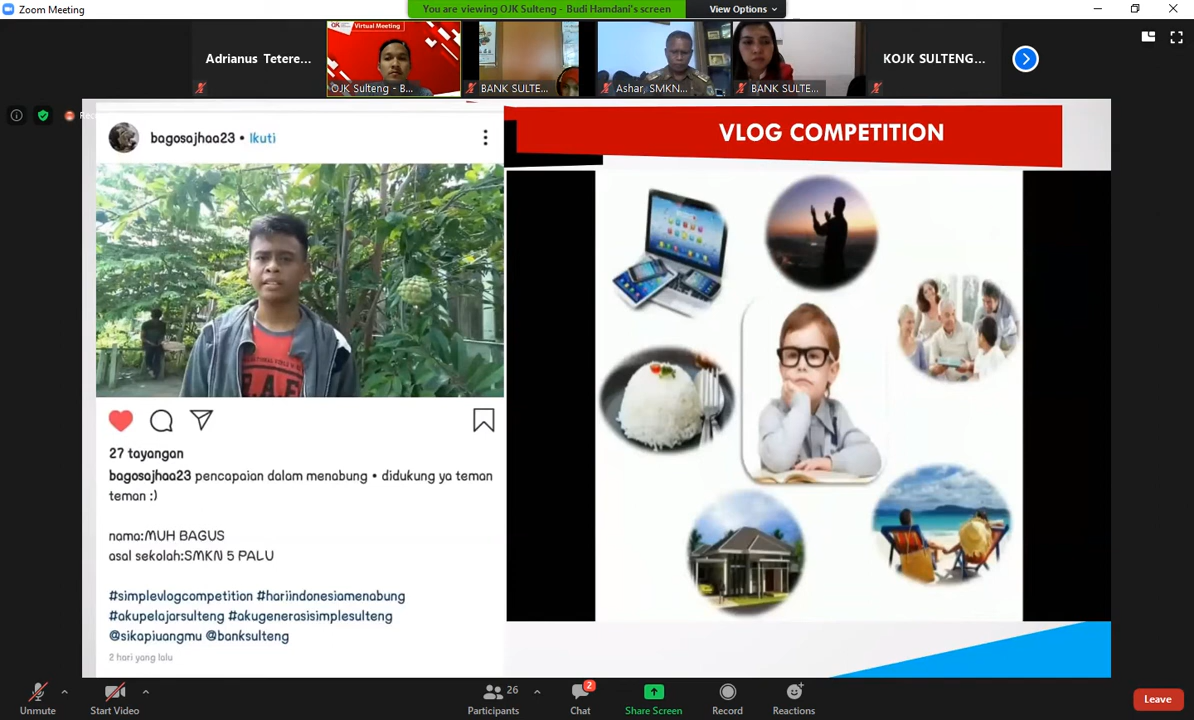 Zoom Meeting
You are viewing OJK Sulteng - Budi Hamdani's screen
View Options
Adrianus Tetere...
Virtual Meeting
OJK Sulteng - B...
BANK SULTE...
Ashar, SMKN...
BANK SULTE...
KOJK SULTENG...
bagosajhaa23 • Ikuti
VLOG COMPETITION
27 tayangan
bagosajhaa23 pencapaian dalam menabung • didukung ya teman
teman :)
nama:MUH BAGUS
asal sekolah:SMKN 5 PALU
#simplevlogcompetition #hariindonesiamenabung
#akupelajarsulteng #akugenerasisimplesulteng
@sikapiuangmu @banksulteng
2 hari yang lalu
Unmute
Start Video
26
Participants
2
Chat
Share Screen
Record
Reactions
Leave